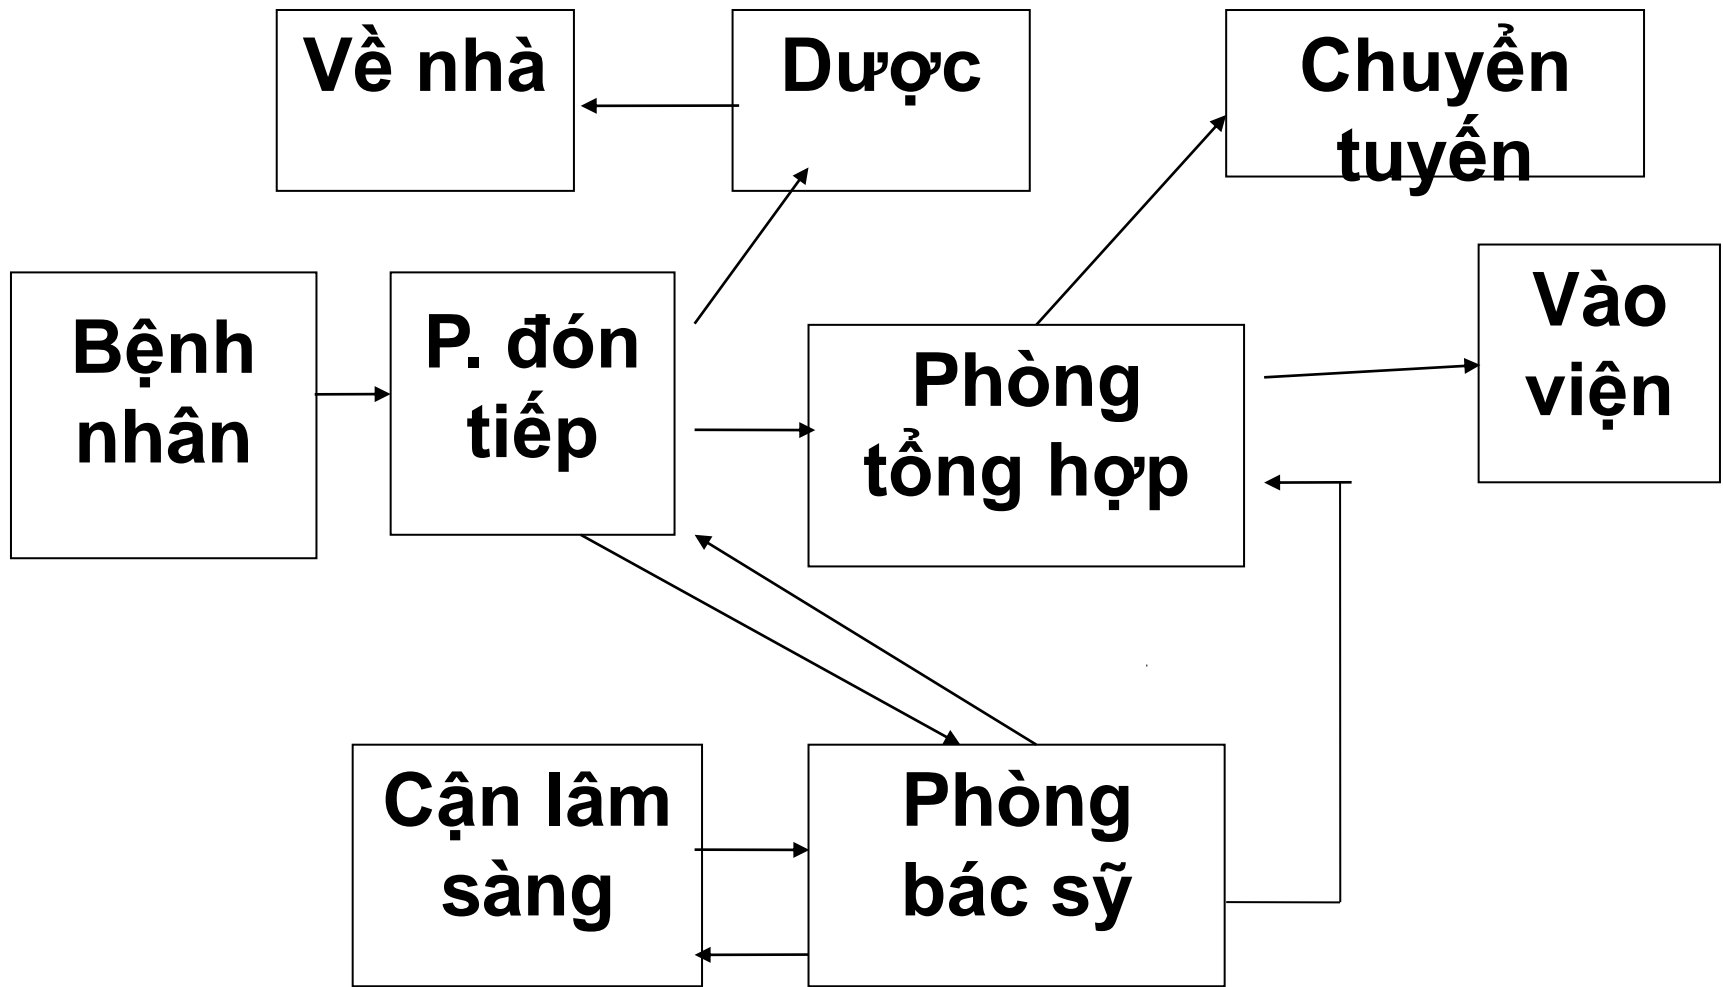 Về nhà
Dược
Chuyển
tuyến
Bệnh
nhân
P. đón
tiếp
Phòng
tổng hợp
Vào
viện
Cận lâm
sàng
Phòng
bác sỹ